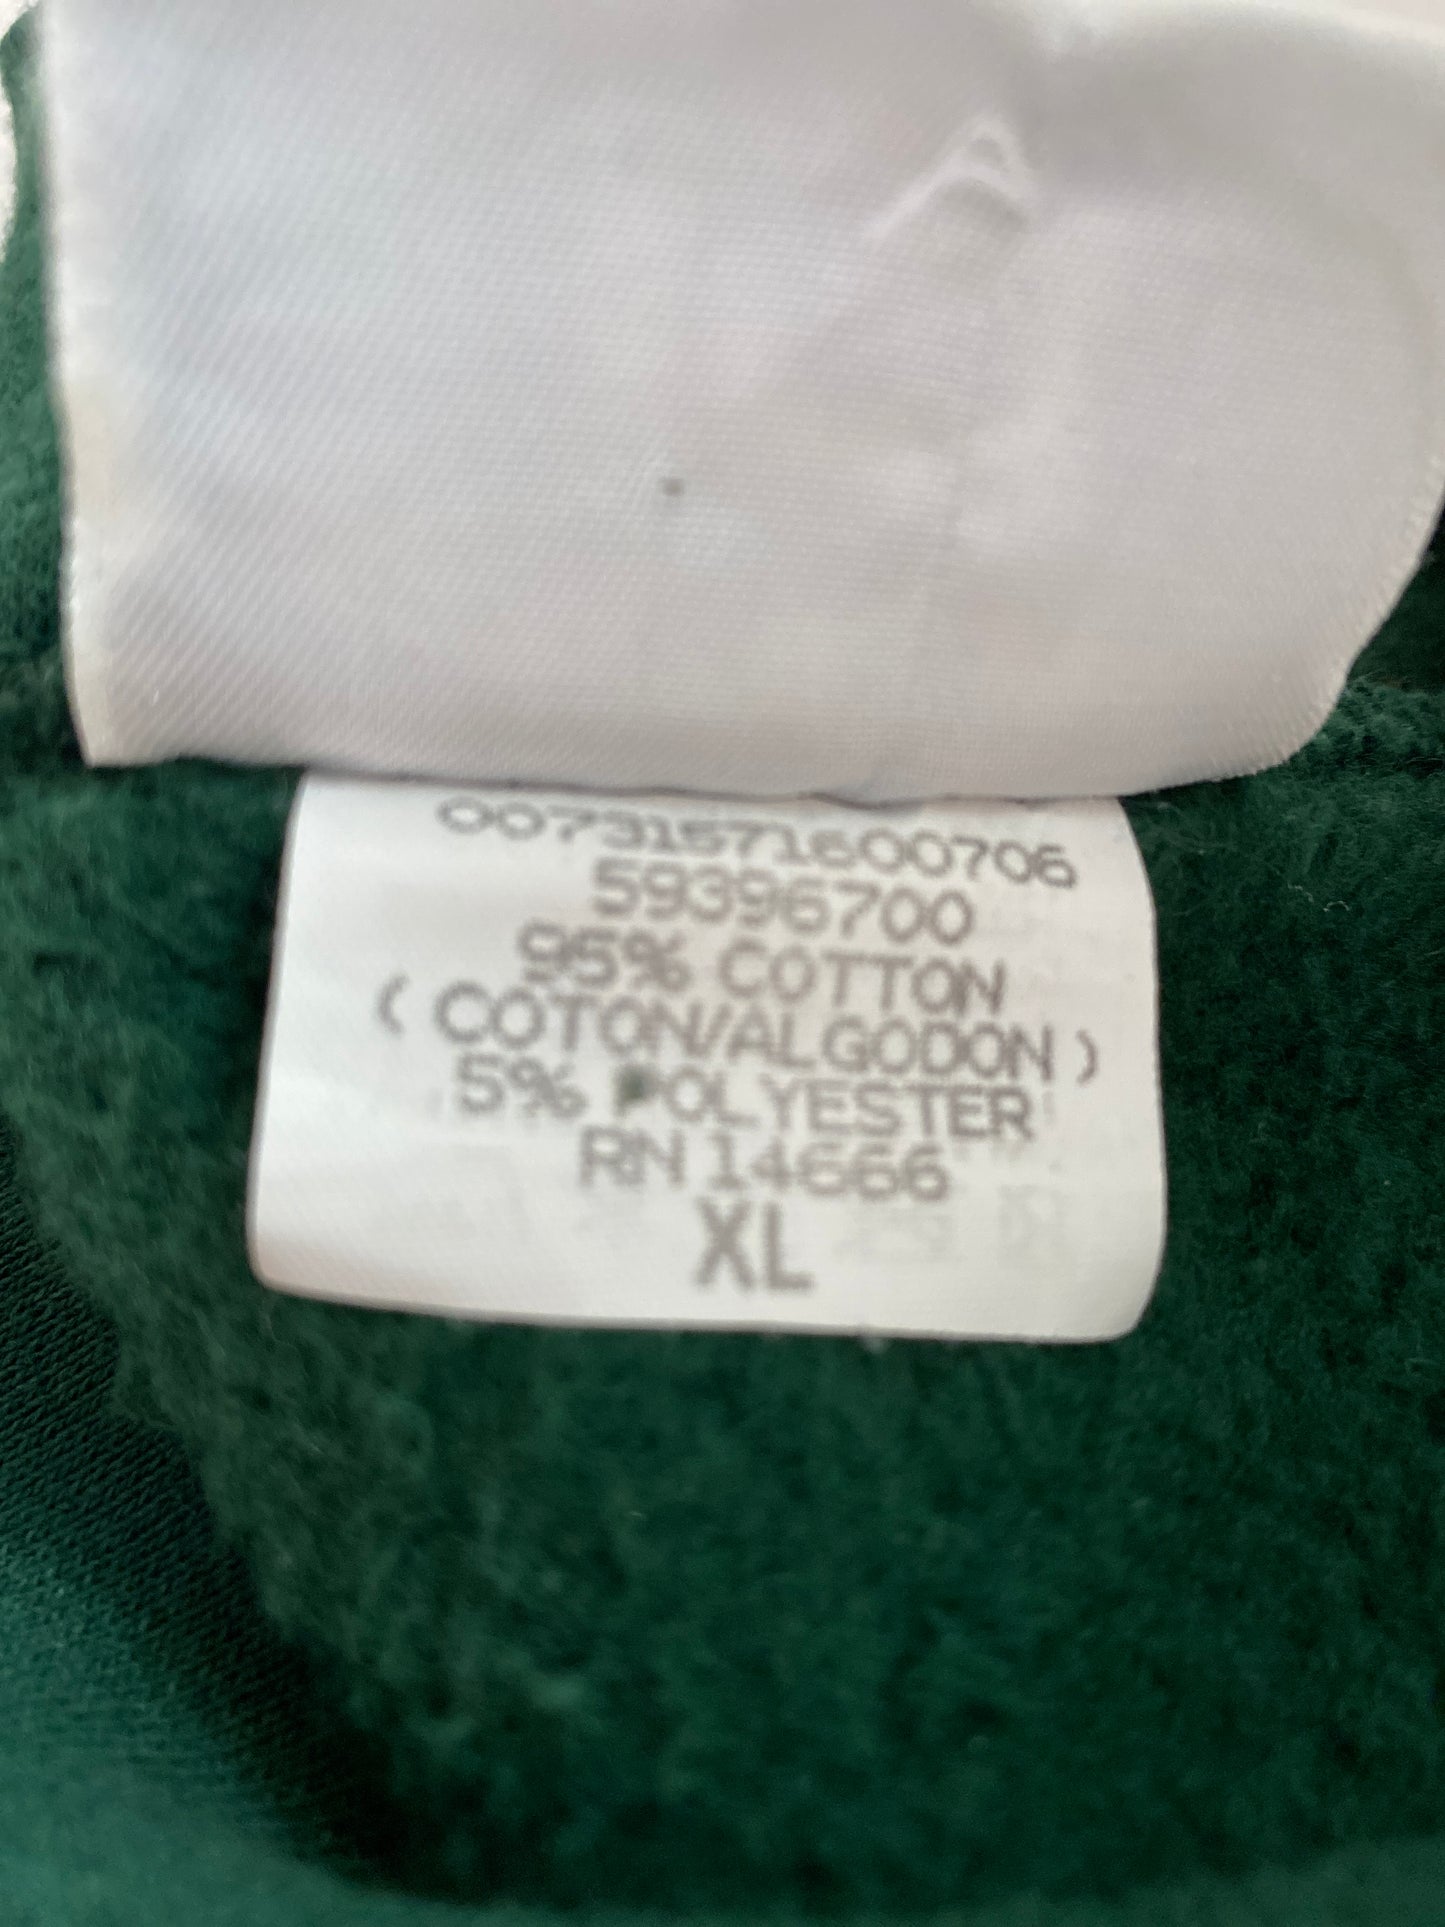 00731571600706
59396700
95% COTTON
( COTON/ALGODON )
5% POLYESTER
RN 14666
XL